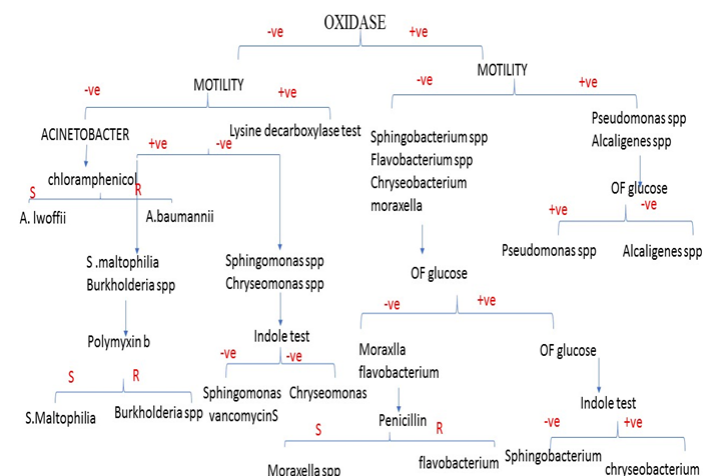 OXIDASE
-ve
+ve
MOTILITY
-ve
+ve
MOTILITY
-ve
+ve
ACINETOBACTER
Lysine decarboxylase test
+ve
-ve
Sphingobacterium spp
Flavobacterium spp
Chryseobacterium
moraxella
Pseudomonas spp
Alcaligenes spp
chloramphenicol
S
R
A. lwoffii
A.baumannii
OF glucose
+ve
-ve
Pseudomonas spp
Alcaligenes spp
S .maltophilia
Burkholderia spp
Sphingomonas spp
Chryseomonas spp
OF glucose
-ve
+ve
Polymyxin b
S
R
S.Maltophilia
Burkholderia spp
Indole test
-ve
-ve
Sphingomonas
vancomycinS
Chryseomonas
Moraxlla
flavobacterium
OF glucose
Penicillin
S
R
Moraxella spp
flavobacterium
Indole test
-ve
+ve
Sphingobacterium
chryseobacterium